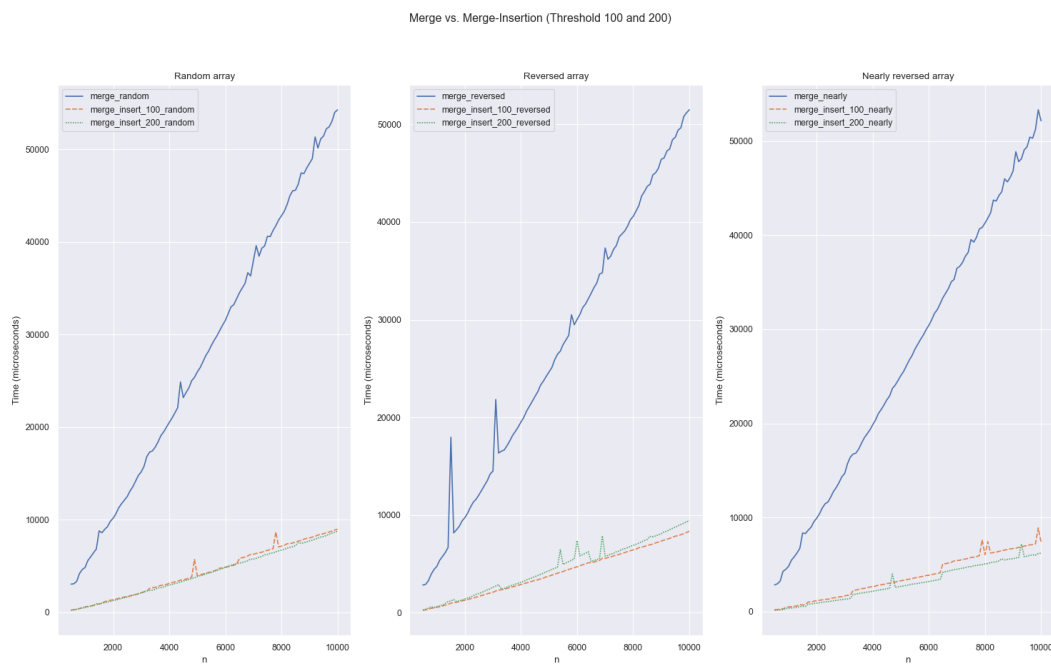 Merge vs. Merge-Insertion (Threshold 100 and 200)
Random array
merge_random
merge_insert_100_random
merge_insert_200_random
Time (microseconds)
50000
40000
30000
20000
10000
0
2000 4000 6000 8000 10000
n
Reversed array
merge_reversed
merge_insert_100_reversed
merge_insert_200_reversed
Time (microseconds)
50000
40000
30000
20000
10000
0
2000 4000 6000 8000 10000
n
Nearly reversed array
merge_nearly
merge_insert_100_nearly
merge_insert_200_nearly
Time (microseconds)
50000
40000
30000
20000
10000
0
2000 4000 6000 8000 10000
n